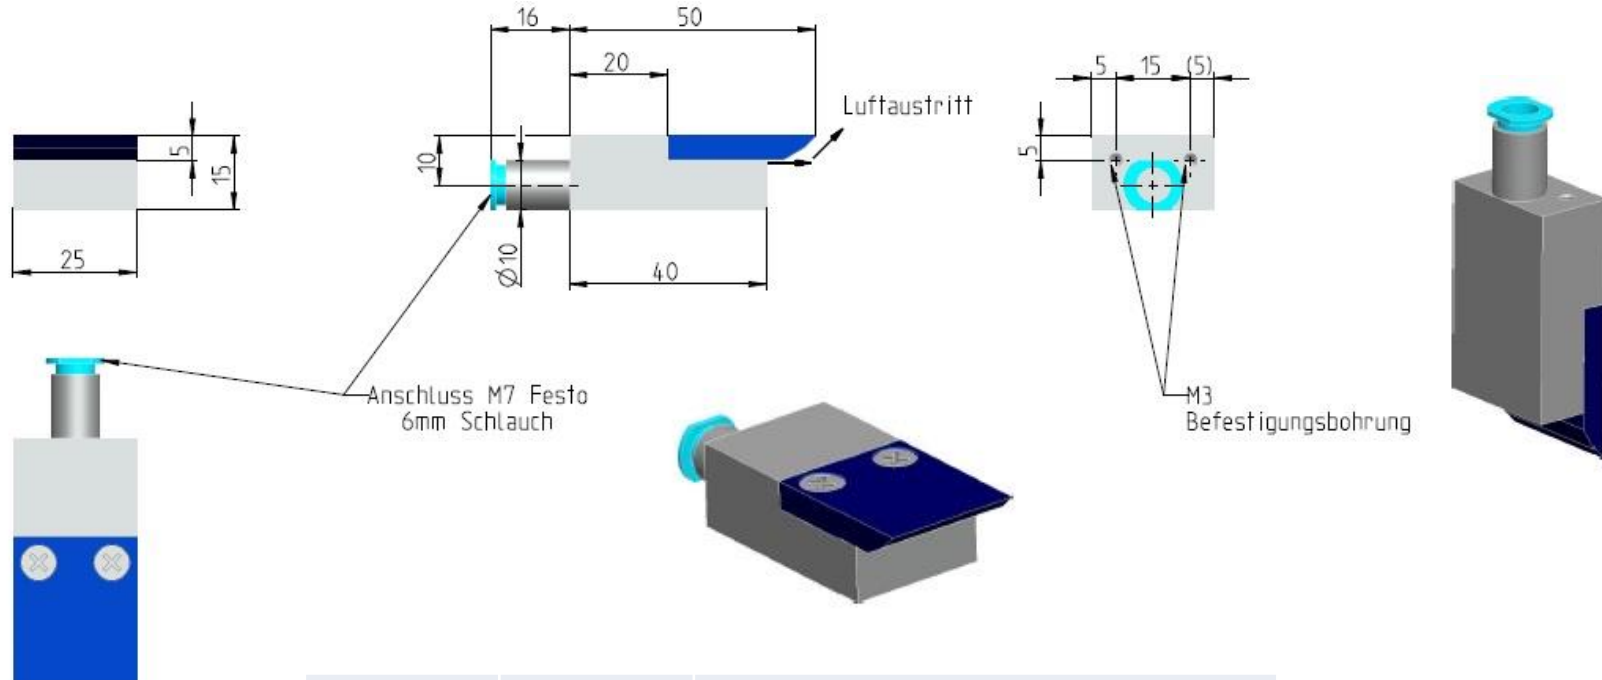 16
50
20
Luftaustritt
5
15
10
Ø10
25
40
5
15
(5)
5
Anschluss M7 Festo
6mm Schlauch
M3
Befestigungsbohrung